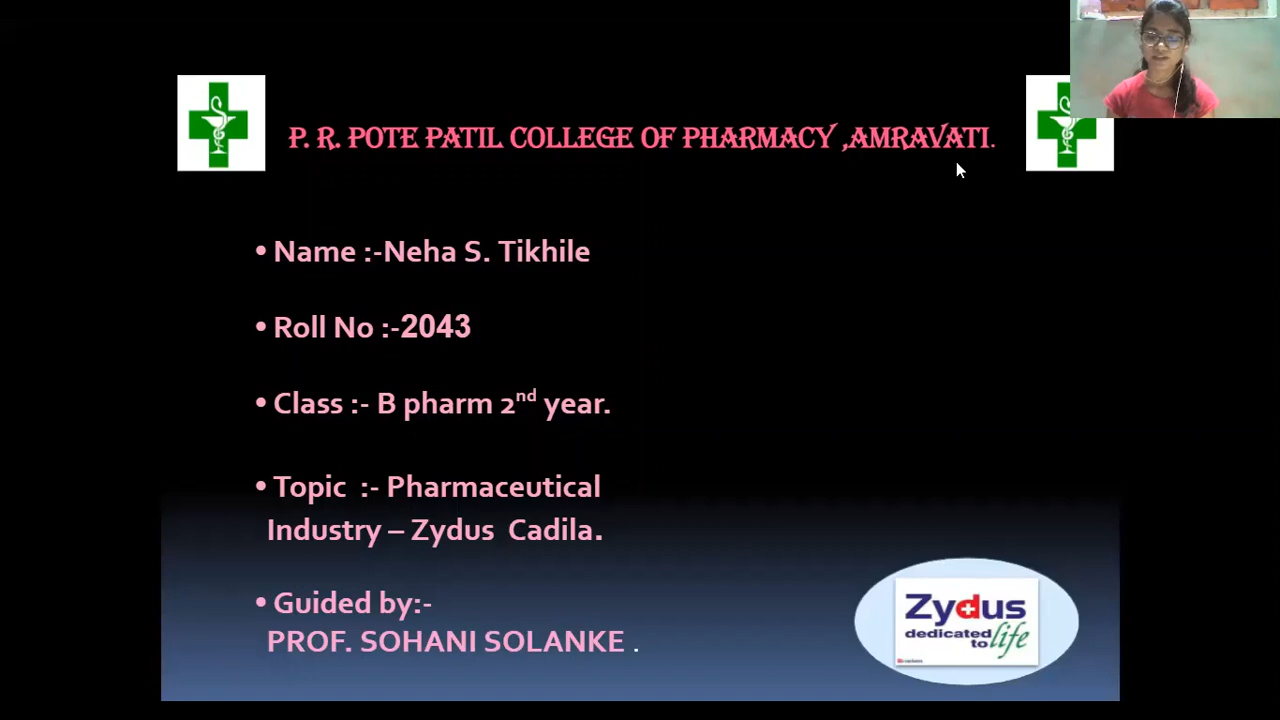 P. R. POTE PATIL COLLEGE OF PHARMACY ,AMRAVATI.
• Name :-Neha S. Tikhile
• Roll No :-2043
• Class :- B pharm 2nd year.
• Topic :- Pharmaceutical
Industry – Zydus Cadila.
• Guided by:-
PROF. SOHANI SOLANKE .
Zydus
dedicated
to life